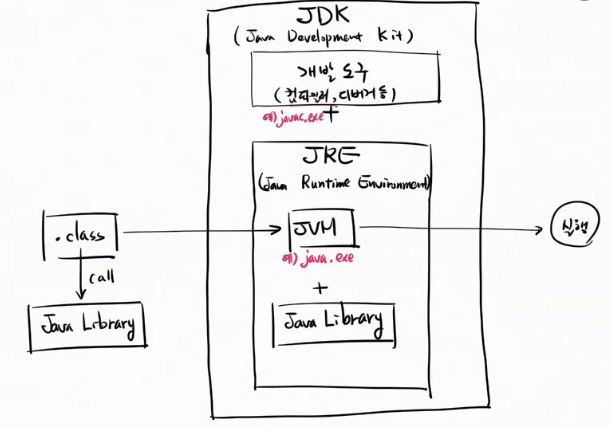 JDK
(Java Development Kit)
개발 도구
(컴파일러, 디버거 등)
예) javac.exe
+
JRE
(Java Runtime Environment)
.class
JVM
실행
예) java.exe
call
+
Java Library
Java Library